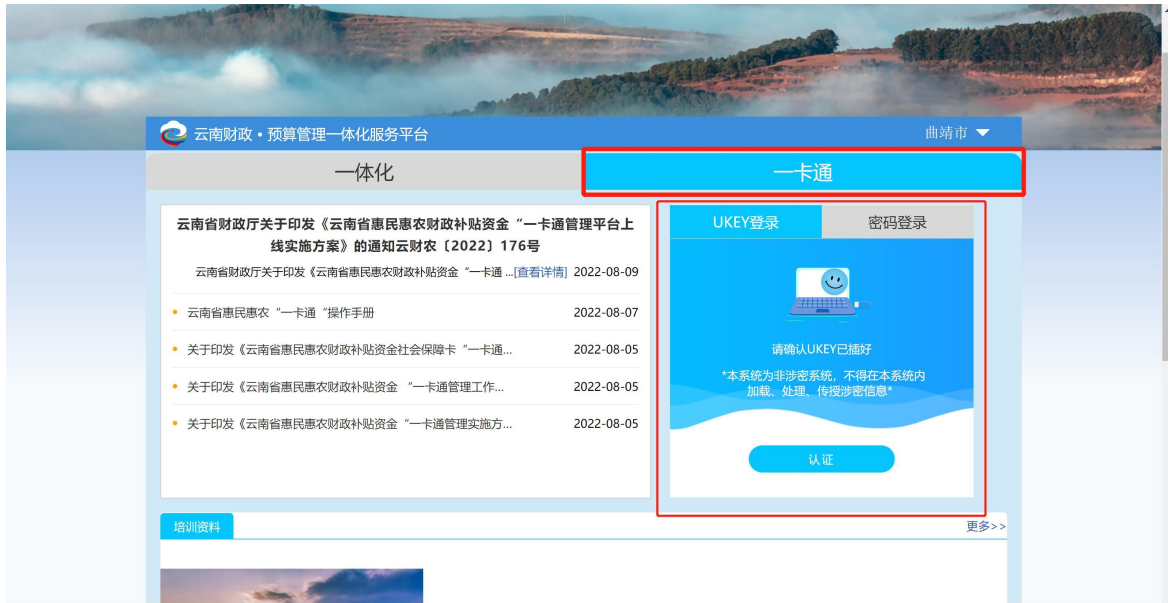 云南财政•预算管理一体化服务平台
曲靖市
一体化
一卡通
云南省财政厅关于印发《云南省惠民惠农财政补贴资金“一卡通管理平台上
线实施方案》的通知云财农〔2022〕176号
云南省财政厅关于印发《云南省惠民惠农财政补贴资金“一卡通 ...[查看详情] 2022-08-09
云南省惠民惠农“一卡通“操作手册 2022-08-07
关于印发《云南省惠民惠农财政补贴资金社会保障卡“一卡通... 2022-08-05
关于印发《云南省惠民惠农财政补贴资金 “一卡通管理工作... 2022-08-05
关于印发《云南省惠民惠农财政补贴资金“一卡通管理实施方... 2022-08-05
UKEY登录
密码登录
请确认UKEY已插好
*本系统为非涉密系统，不得在本系统内
加载、处理、传授涉密信息*
认证
培训资料
更多>>